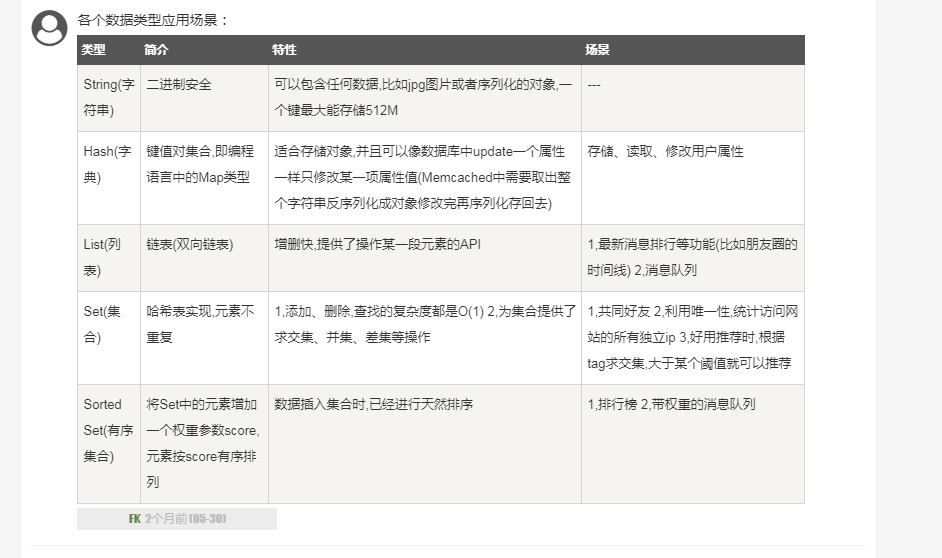 各个数据类型应用场景：
类型 简介 特性 场景
String(字 二进制安全 可以包含任何数据,比如jpg图片或者序列化的对象,一 ---
符串) 个键最大能存储512M
Hash(字 键值对集合,即编程 适合存储对象,并且可以像数据库中update一个属性 存储、读取、修改用户属性
典) 语言中的Map类型 一样只修改某一项属性值(Memcached中需要取出整
个字符串反序列化成对象修改完再序列化存回去)
List(列 链表(双向链表) 增删快,提供了操作某一段元素的API 1,最新消息排行等功能(比如朋友圈的
表) 时间线) 2,消息队列
Set(集 哈希表实现,元素不 1,添加、删除,查找的复杂度都是O(1) 2,为集合提供了 1,共同好友 2,利用唯一性,统计访问网
合) 重复 求交集、并集、差集等操作 站的所有独立ip 3,好用推荐时,根据
tag求交集,大于某个阈值就可以推荐
Sorted 将Set中的元素增加 数据插入集合时,已经进行天然排序 1,排行榜 2,带权重的消息队列
Set(有序 一个权重参数score,
集合) 元素按score有序排
列
FK 2个月前 (05-30)